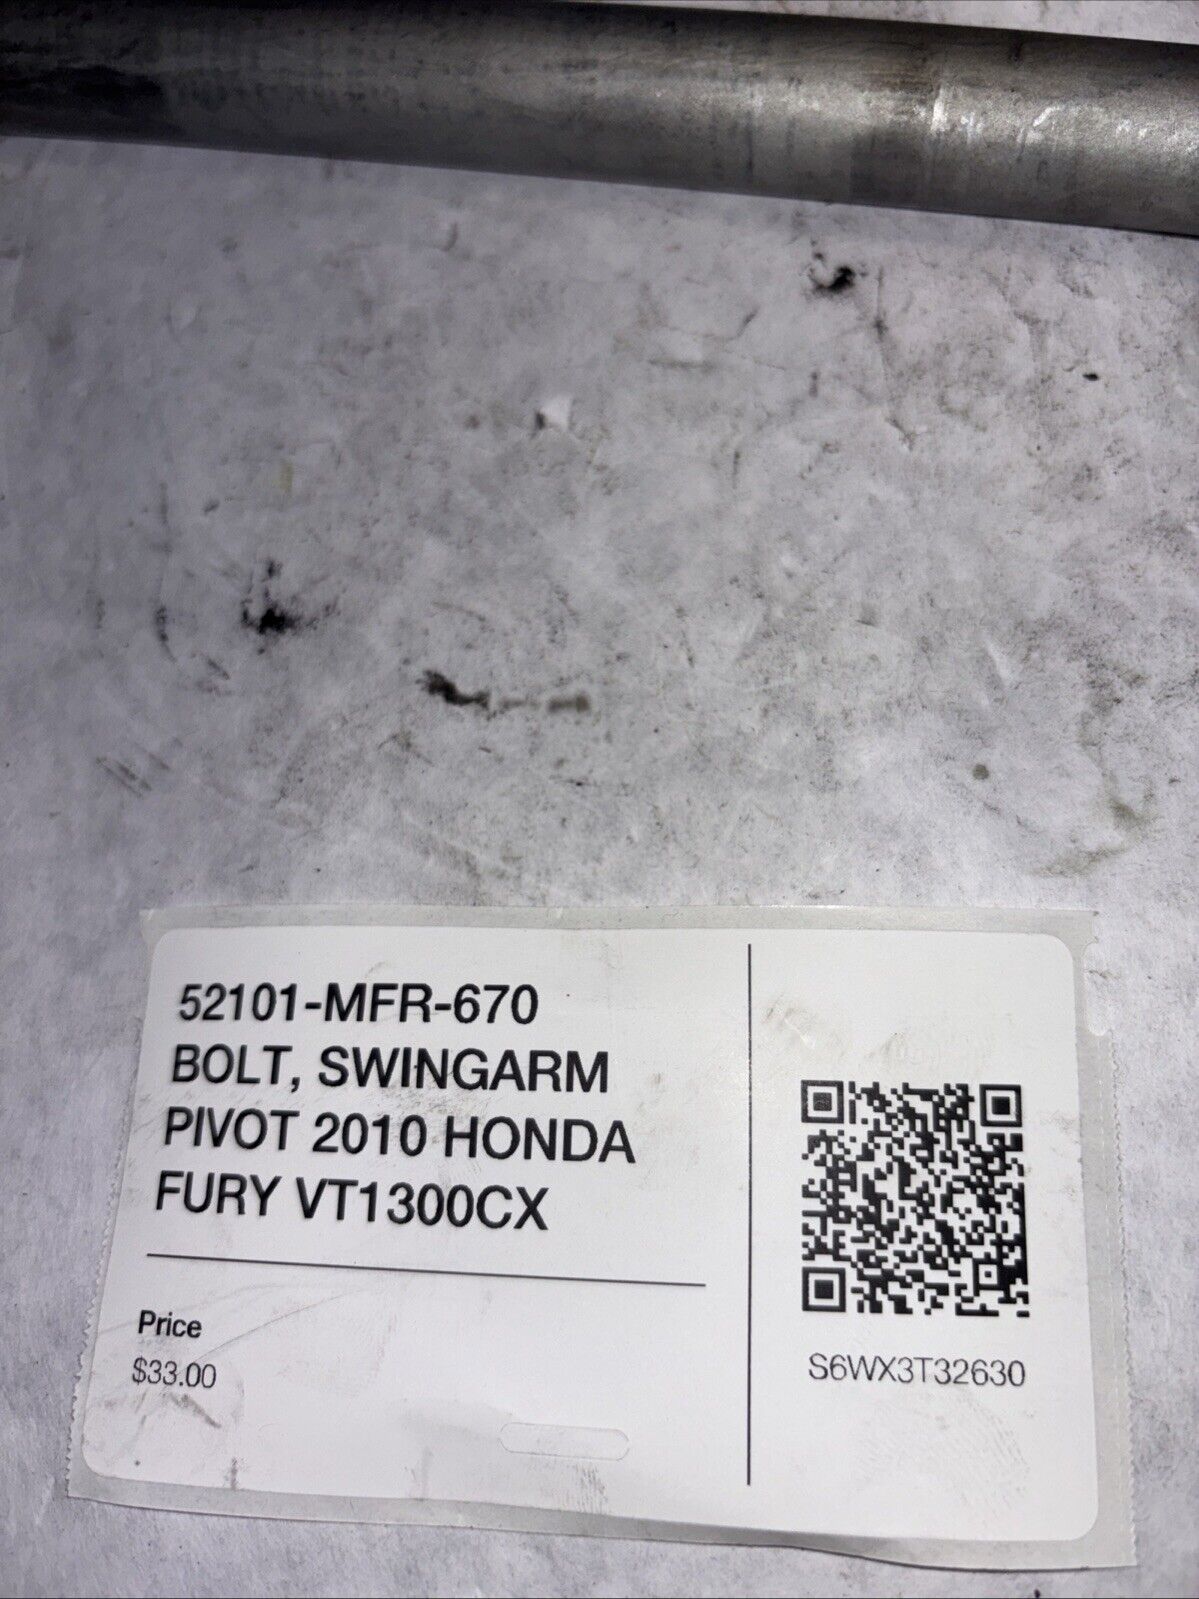 52101-MFR-670
BOLT, SWINGARM
PIVOT 2010 HONDA
FURY VT1300CX
Price
$33.00
S6WX3T32630